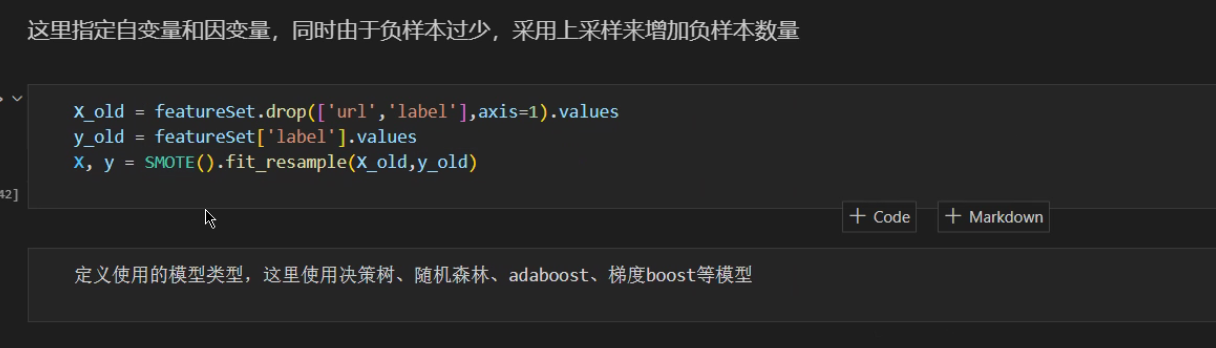 这里指定自变量和因变量，同时由于负样本过少，采用上采样来增加负样本数量
X_old = featureSet.drop(['url','label'],axis=1).values
y_old = featureSet['label'].values
X, y = SMOTE().fit_resample(X_old,y_old)
42]
+ Code + Markdown
定义使用的模型类型，这里使用决策树、随机森林、adaboost、梯度boost等模型